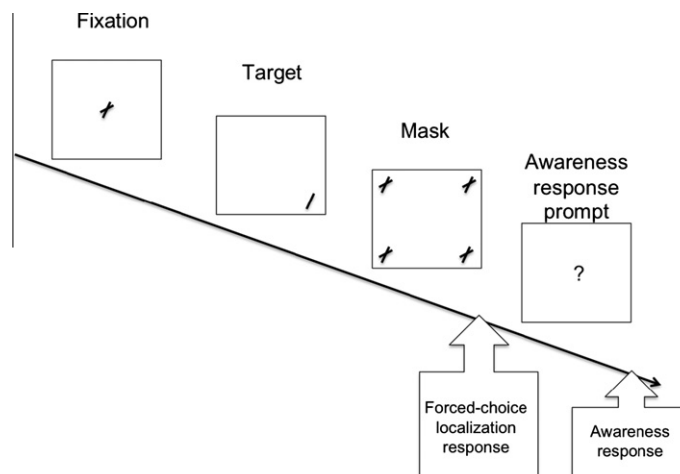 Fixation
Target
Mask
Awareness
response
prompt
?
Forced-choice
localization
response
Awareness
response